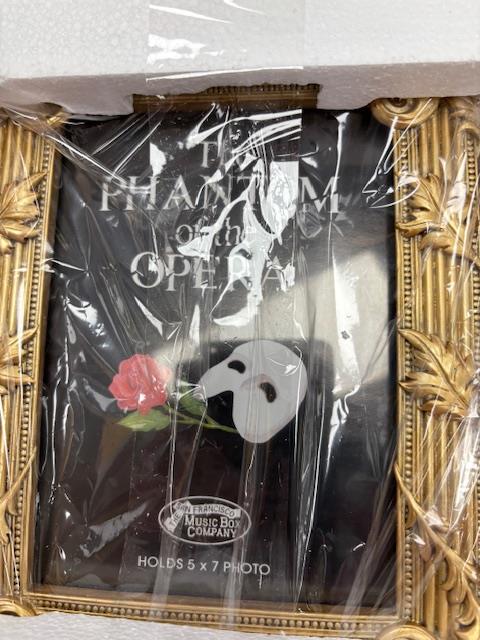 THE
PHANTOM
of the
OPERA
THE SAN FRANCISCO
MUSIC BOX
COMPANY
HOLDS 5 x 7 PHOTO